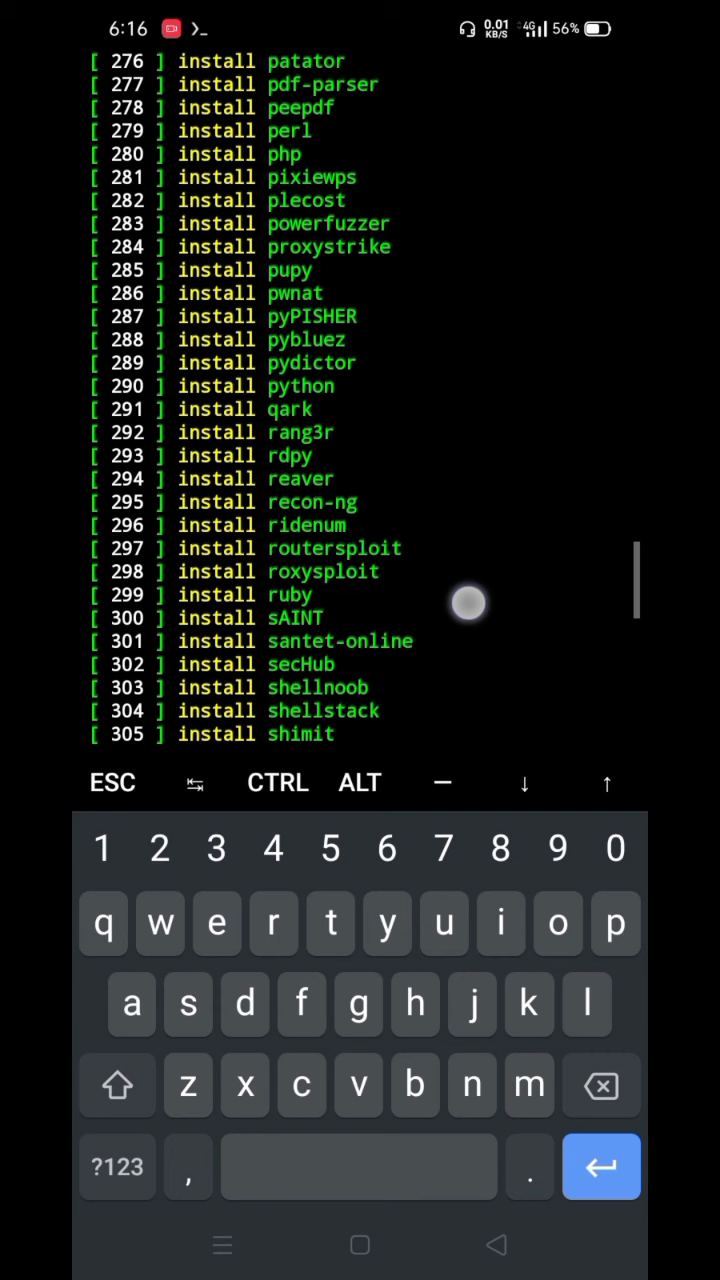 6:16 0.01 KB/S 4G 56%
[ 276 ] install patator
[ 277 ] install pdf-parser
[ 278 ] install peepdf
[ 279 ] install perl
[ 280 ] install php
[ 281 ] install pixiewps
[ 282 ] install plecost
[ 283 ] install powerfuzzer
[ 284 ] install proxystrike
[ 285 ] install pupy
[ 286 ] install pwnat
[ 287 ] install pyPISHER
[ 288 ] install pybluez
[ 289 ] install pydictor
[ 290 ] install python
[ 291 ] install qark
[ 292 ] install rang3r
[ 293 ] install rdpy
[ 294 ] install reaver
[ 295 ] install recon-ng
[ 296 ] install ridenum
[ 297 ] install routersploit
[ 298 ] install roxysploit
[ 299 ] install ruby
[ 300 ] install sAINT
[ 301 ] install santet-online
[ 302 ] install secHub
[ 303 ] install shellnoob
[ 304 ] install shellstack
[ 305 ] install shimit
ESC ↹ CTRL ALT — ↓ ↑
1 2 3 4 5 6 7 8 9 0
q w e r t y u i o p
a s d f g h j k l
z x c v b n m
?123 , .